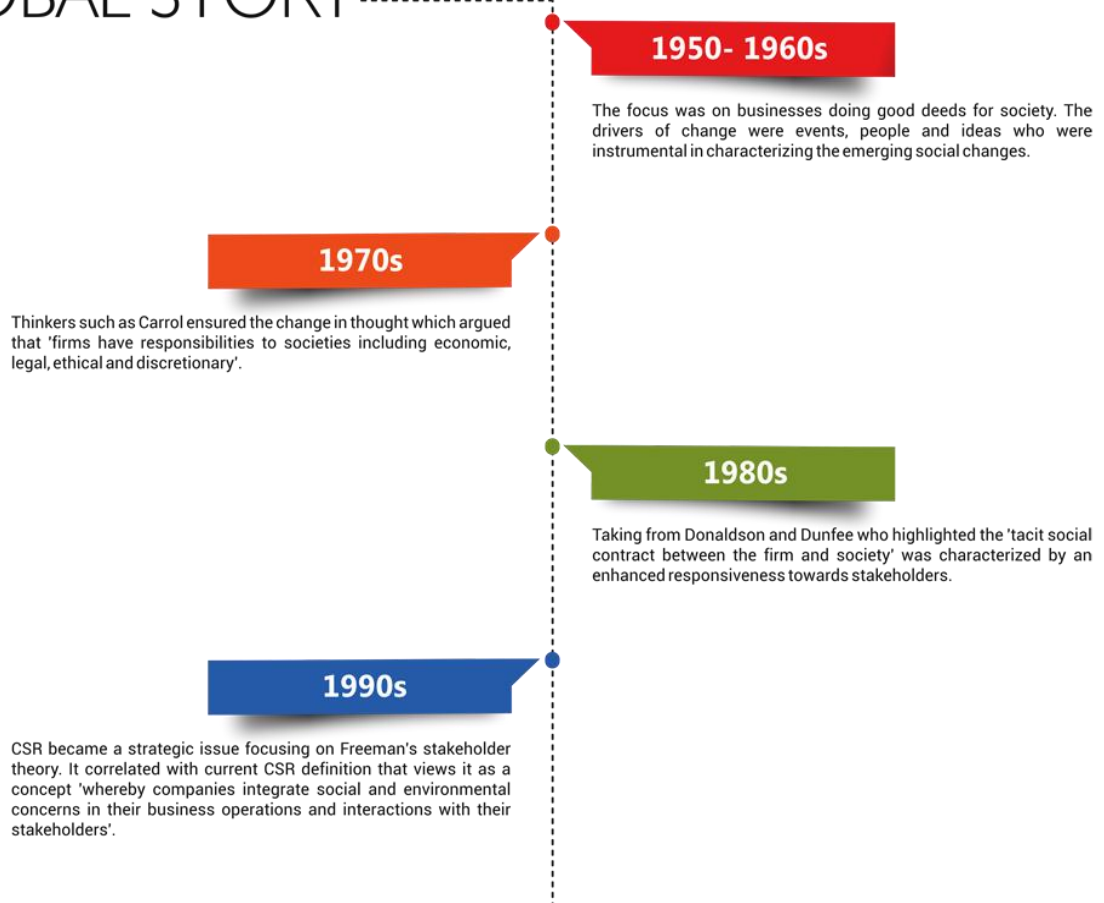 OBAL STORY
1950- 1960s
The focus was on businesses doing good deeds for society. The
drivers of change were events, people and ideas who were
instrumental in characterizing the emerging social changes.
1970s
Thinkers such as Carrol ensured the change in thought which argued
that 'firms have responsibilities to societies including economic,
legal, ethical and discretionary'.
1980s
Taking from Donaldson and Dunfee who highlighted the 'tacit social
contract between the firm and society' was characterized by an
enhanced responsiveness towards stakeholders.
1990s
CSR became a strategic issue focusing on Freeman's stakeholder
theory. It correlated with current CSR definition that views it as a
concept 'whereby companies integrate social and environmental
concerns in their business operations and interactions with their
stakeholders'.